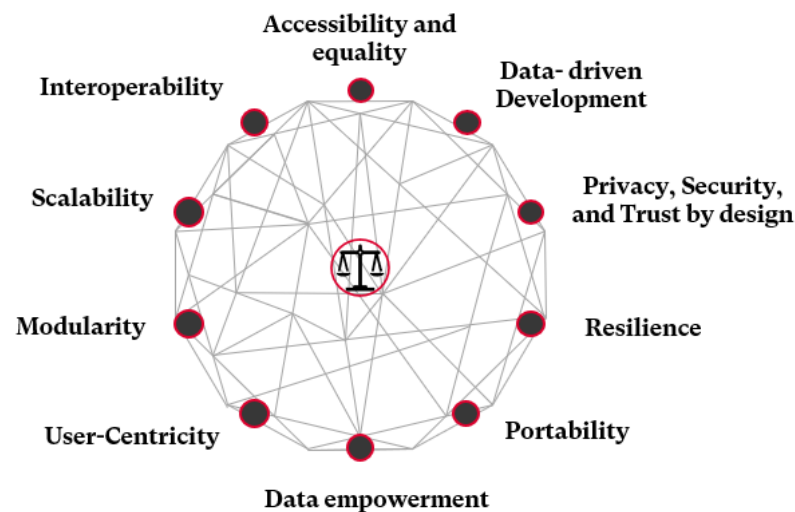 Accessibility and
equality
Data- driven
Development
Interoperability
Privacy, Security,
and Trust by design
Scalability
Resilience
Modularity
Portability
User-Centricity
Data empowerment